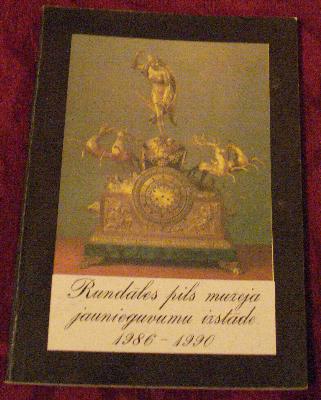 Rundāles pils muzeja
jaunieguvumu izstāde
1986 - 1990